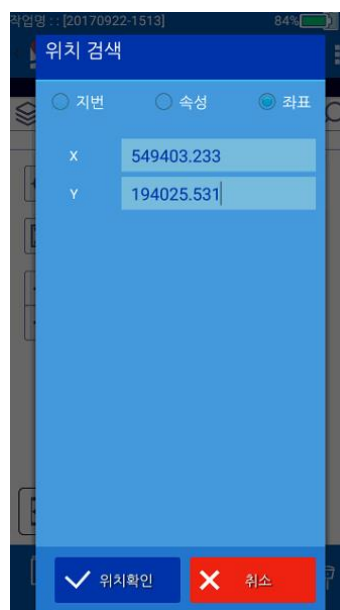 작업명 : : [20170922-1513] 84%
위치 검색
지번 속성 좌표
X 549403.233
Y 194025.531
위치확인 취소